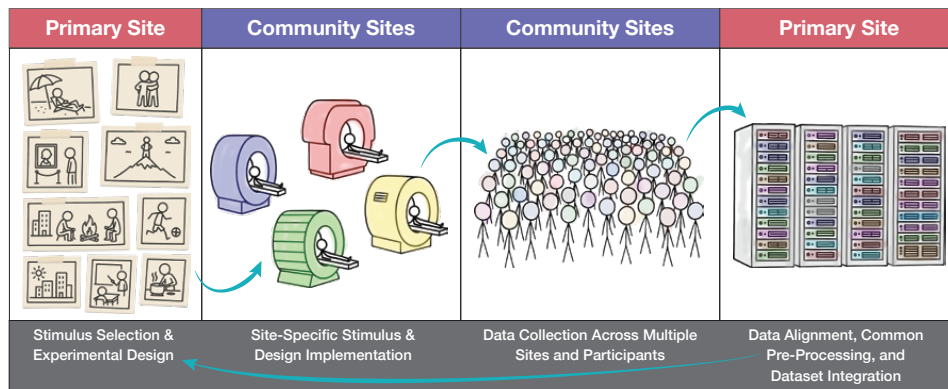 Primary Site
Community Sites
Community Sites
Primary Site
Stimulus Selection &
Experimental Design
Site-Specific Stimulus &
Design Implementation
Data Collection Across Multiple
Sites and Participants
Data Alignment, Common
Pre-Processing, and
Dataset Integration